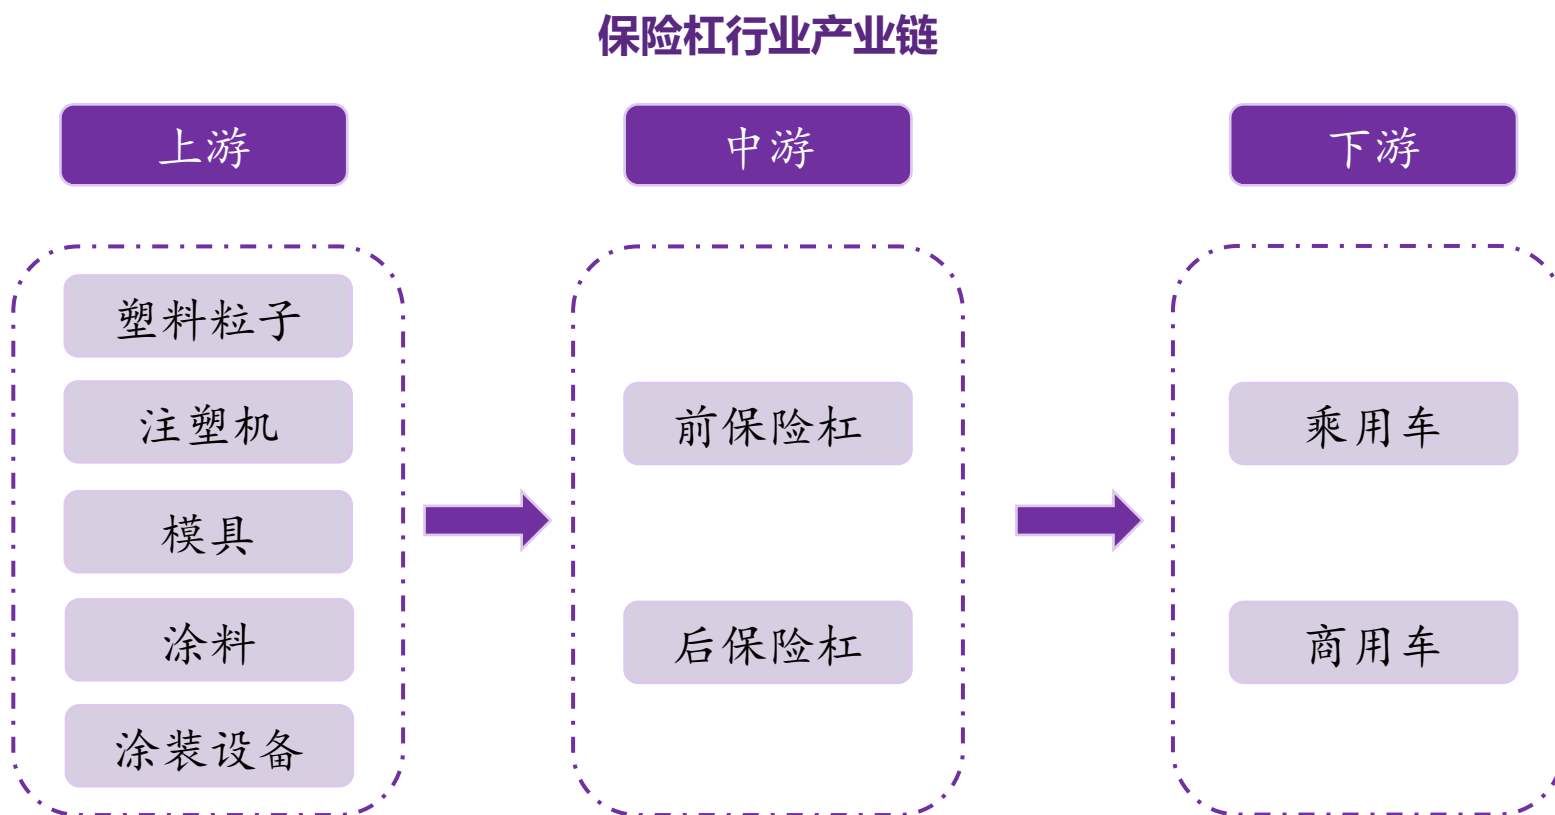 保险杠行业产业链
上游
中游
下游
塑料粒子
注塑机
模具
涂料
涂装设备
前保险杠
后保险杠
乘用车
商用车